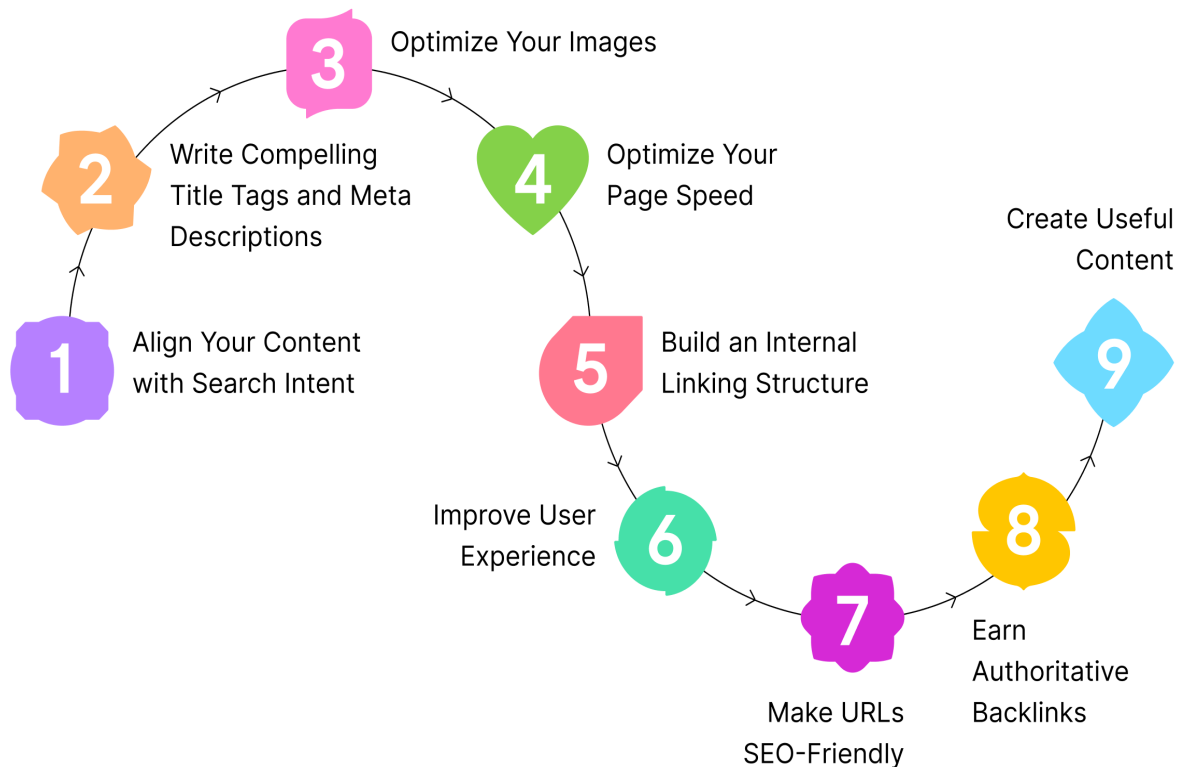 1
Align Your Content
with Search Intent
2
Write Compelling
Title Tags and Meta
Descriptions
3
Optimize Your Images
4
Optimize Your
Page Speed
5
Build an Internal
Linking Structure
6
Improve User
Experience
7
Make URLs
SEO-Friendly
8
Earn
Authoritative
Backlinks
9
Create Useful
Content